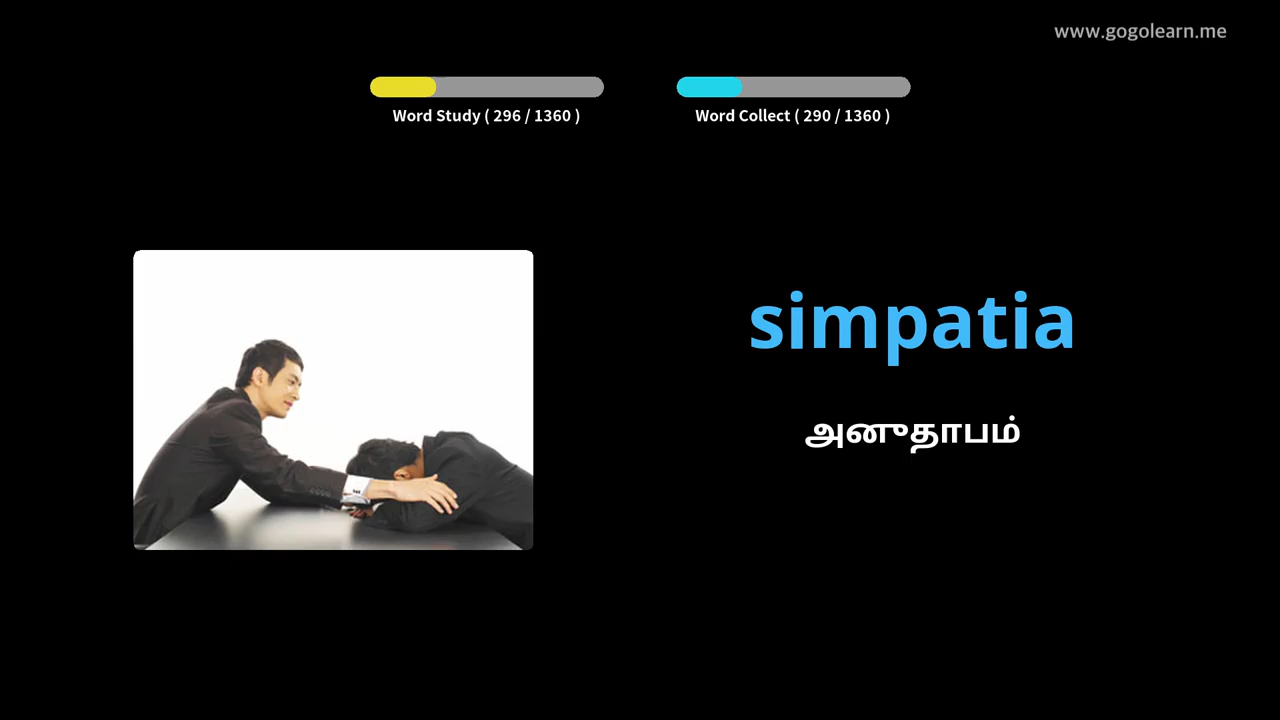 www.gogolearn.me
Word Study ( 296 / 1360 )
Word Collect ( 290 / 1360 )
simpatia
அனுதாபம்